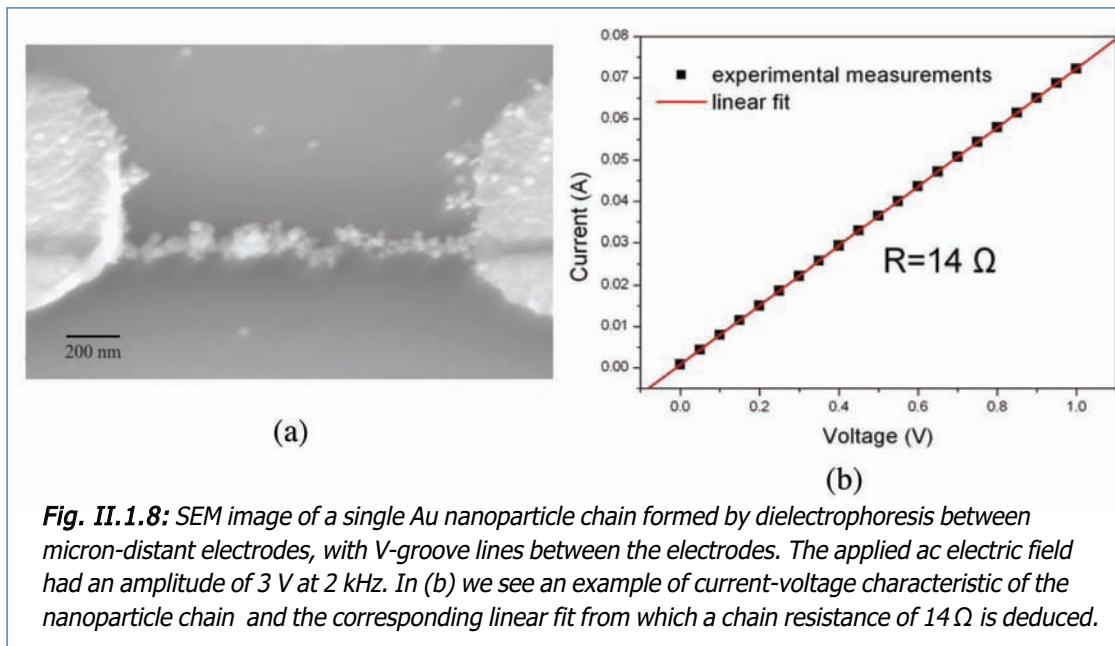 200 nm
(a)
0.08
0.07
0.06
0.05
0.04
0.03
0.02
0.01
0.00
Current (A)
experimental measurements
linear fit
R=14 Ω
0.0 0.2 0.4 0.6 0.8 1.0
Voltage (V)
(b)
Fig. II.1.8: SEM image of a single Au nanoparticle chain formed by dielectrophoresis between
micron-distant electrodes, with V-groove lines between the electrodes. The applied ac electric field
had an amplitude of 3 V at 2 kHz. In (b) we see an example of current-voltage characteristic of the
nanoparticle chain and the corresponding linear fit from which a chain resistance of 14 Ω is deduced.